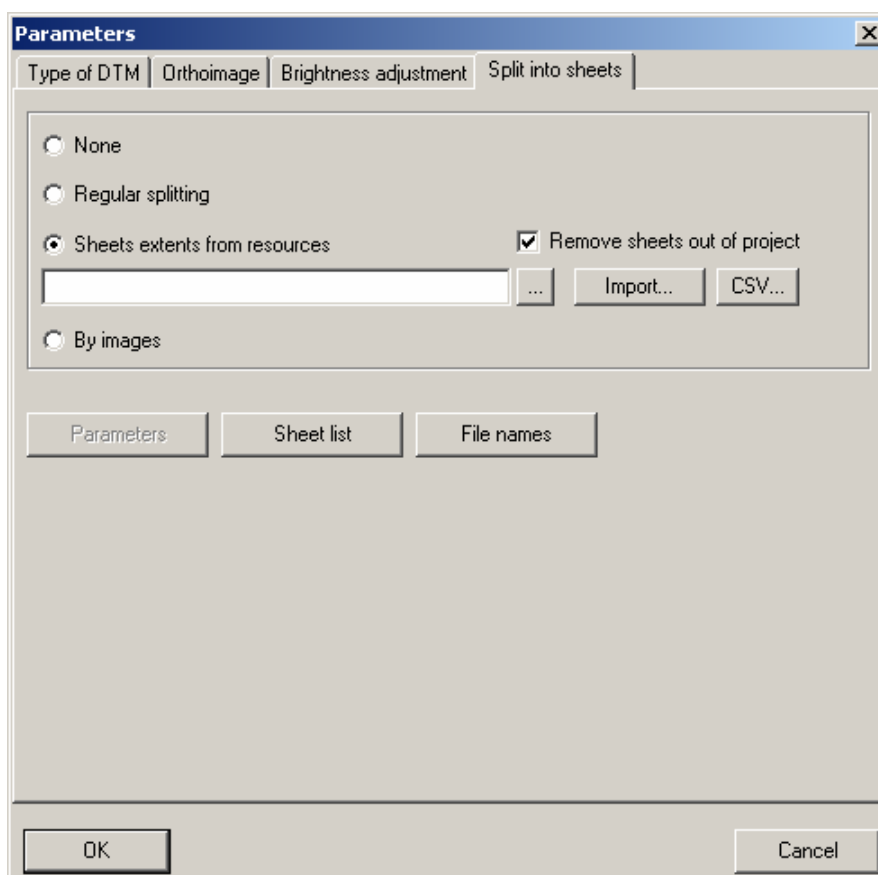 Parameters
Type of DTM Orthoimage Brightness adjustment Split into sheets
None
Regular splitting
Sheets extents from resources Remove sheets out of project
... Import... CSV...
By images
Parameters Sheet list File names
OK Cancel